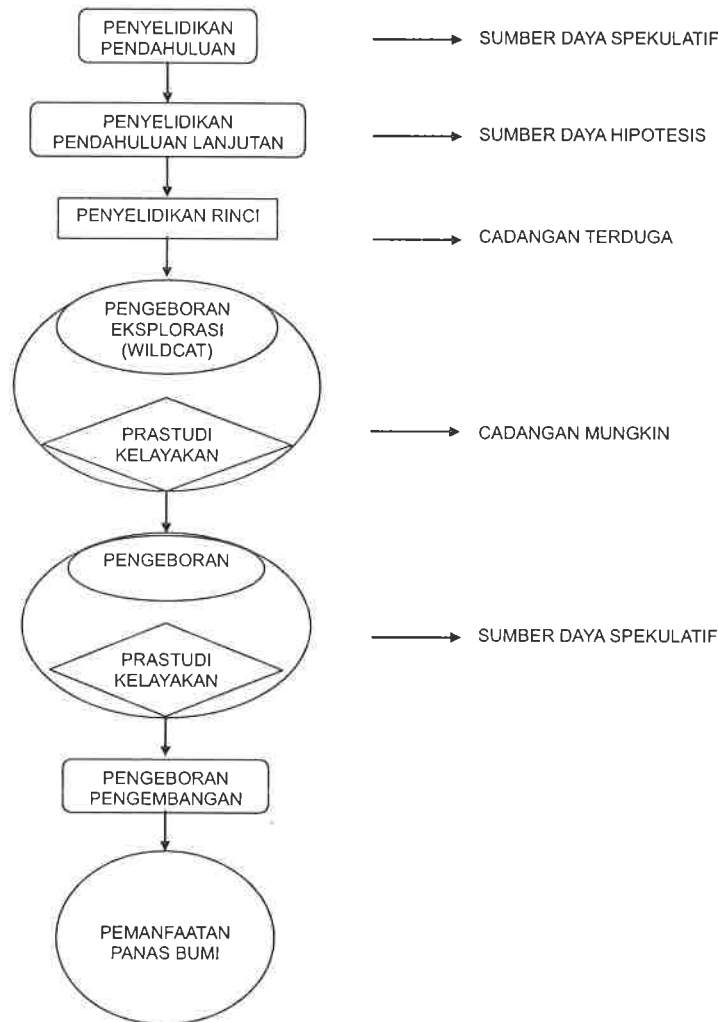 PENYELIDIKAN
PENDAHULUAN
SUMBER DAYA SPEKULATIF
PENYELIDIKAN
PENDAHULUAN LANJUTAN
SUMBER DAYA HIPOTESIS
PENYELIDIKAN RINCI
CADANGAN TERDUGA
PENGEBORAN
EKSPLORASI
(WILDCAT)
PRASTUDI
KELAYAKAN
CADANGAN MUNGKIN
PENGEBORAN
PRASTUDI
KELAYAKAN
SUMBER DAYA SPEKULATIF
PENGEBORAN
PENGEMBANGAN
PEMANFAATAN
PANAS BUMI